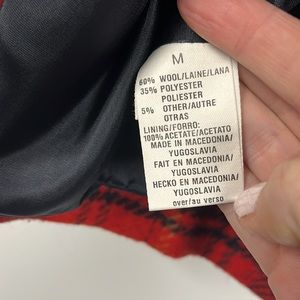 M
60% WOOL/LAINE/LANA
35% POLYESTER
POLIESTER
5% OTHER/AUTRE
OTRAS
LINING/FORRO:
100% ACETATE/ACETATO
MADE IN MACEDONIA/
YUGOSLAVIA
FAIT EN MACEDONIA/
YUGOSLAVIA
HECKO EN MACEDONIA/
YUGOSLAVIA
over/au verso